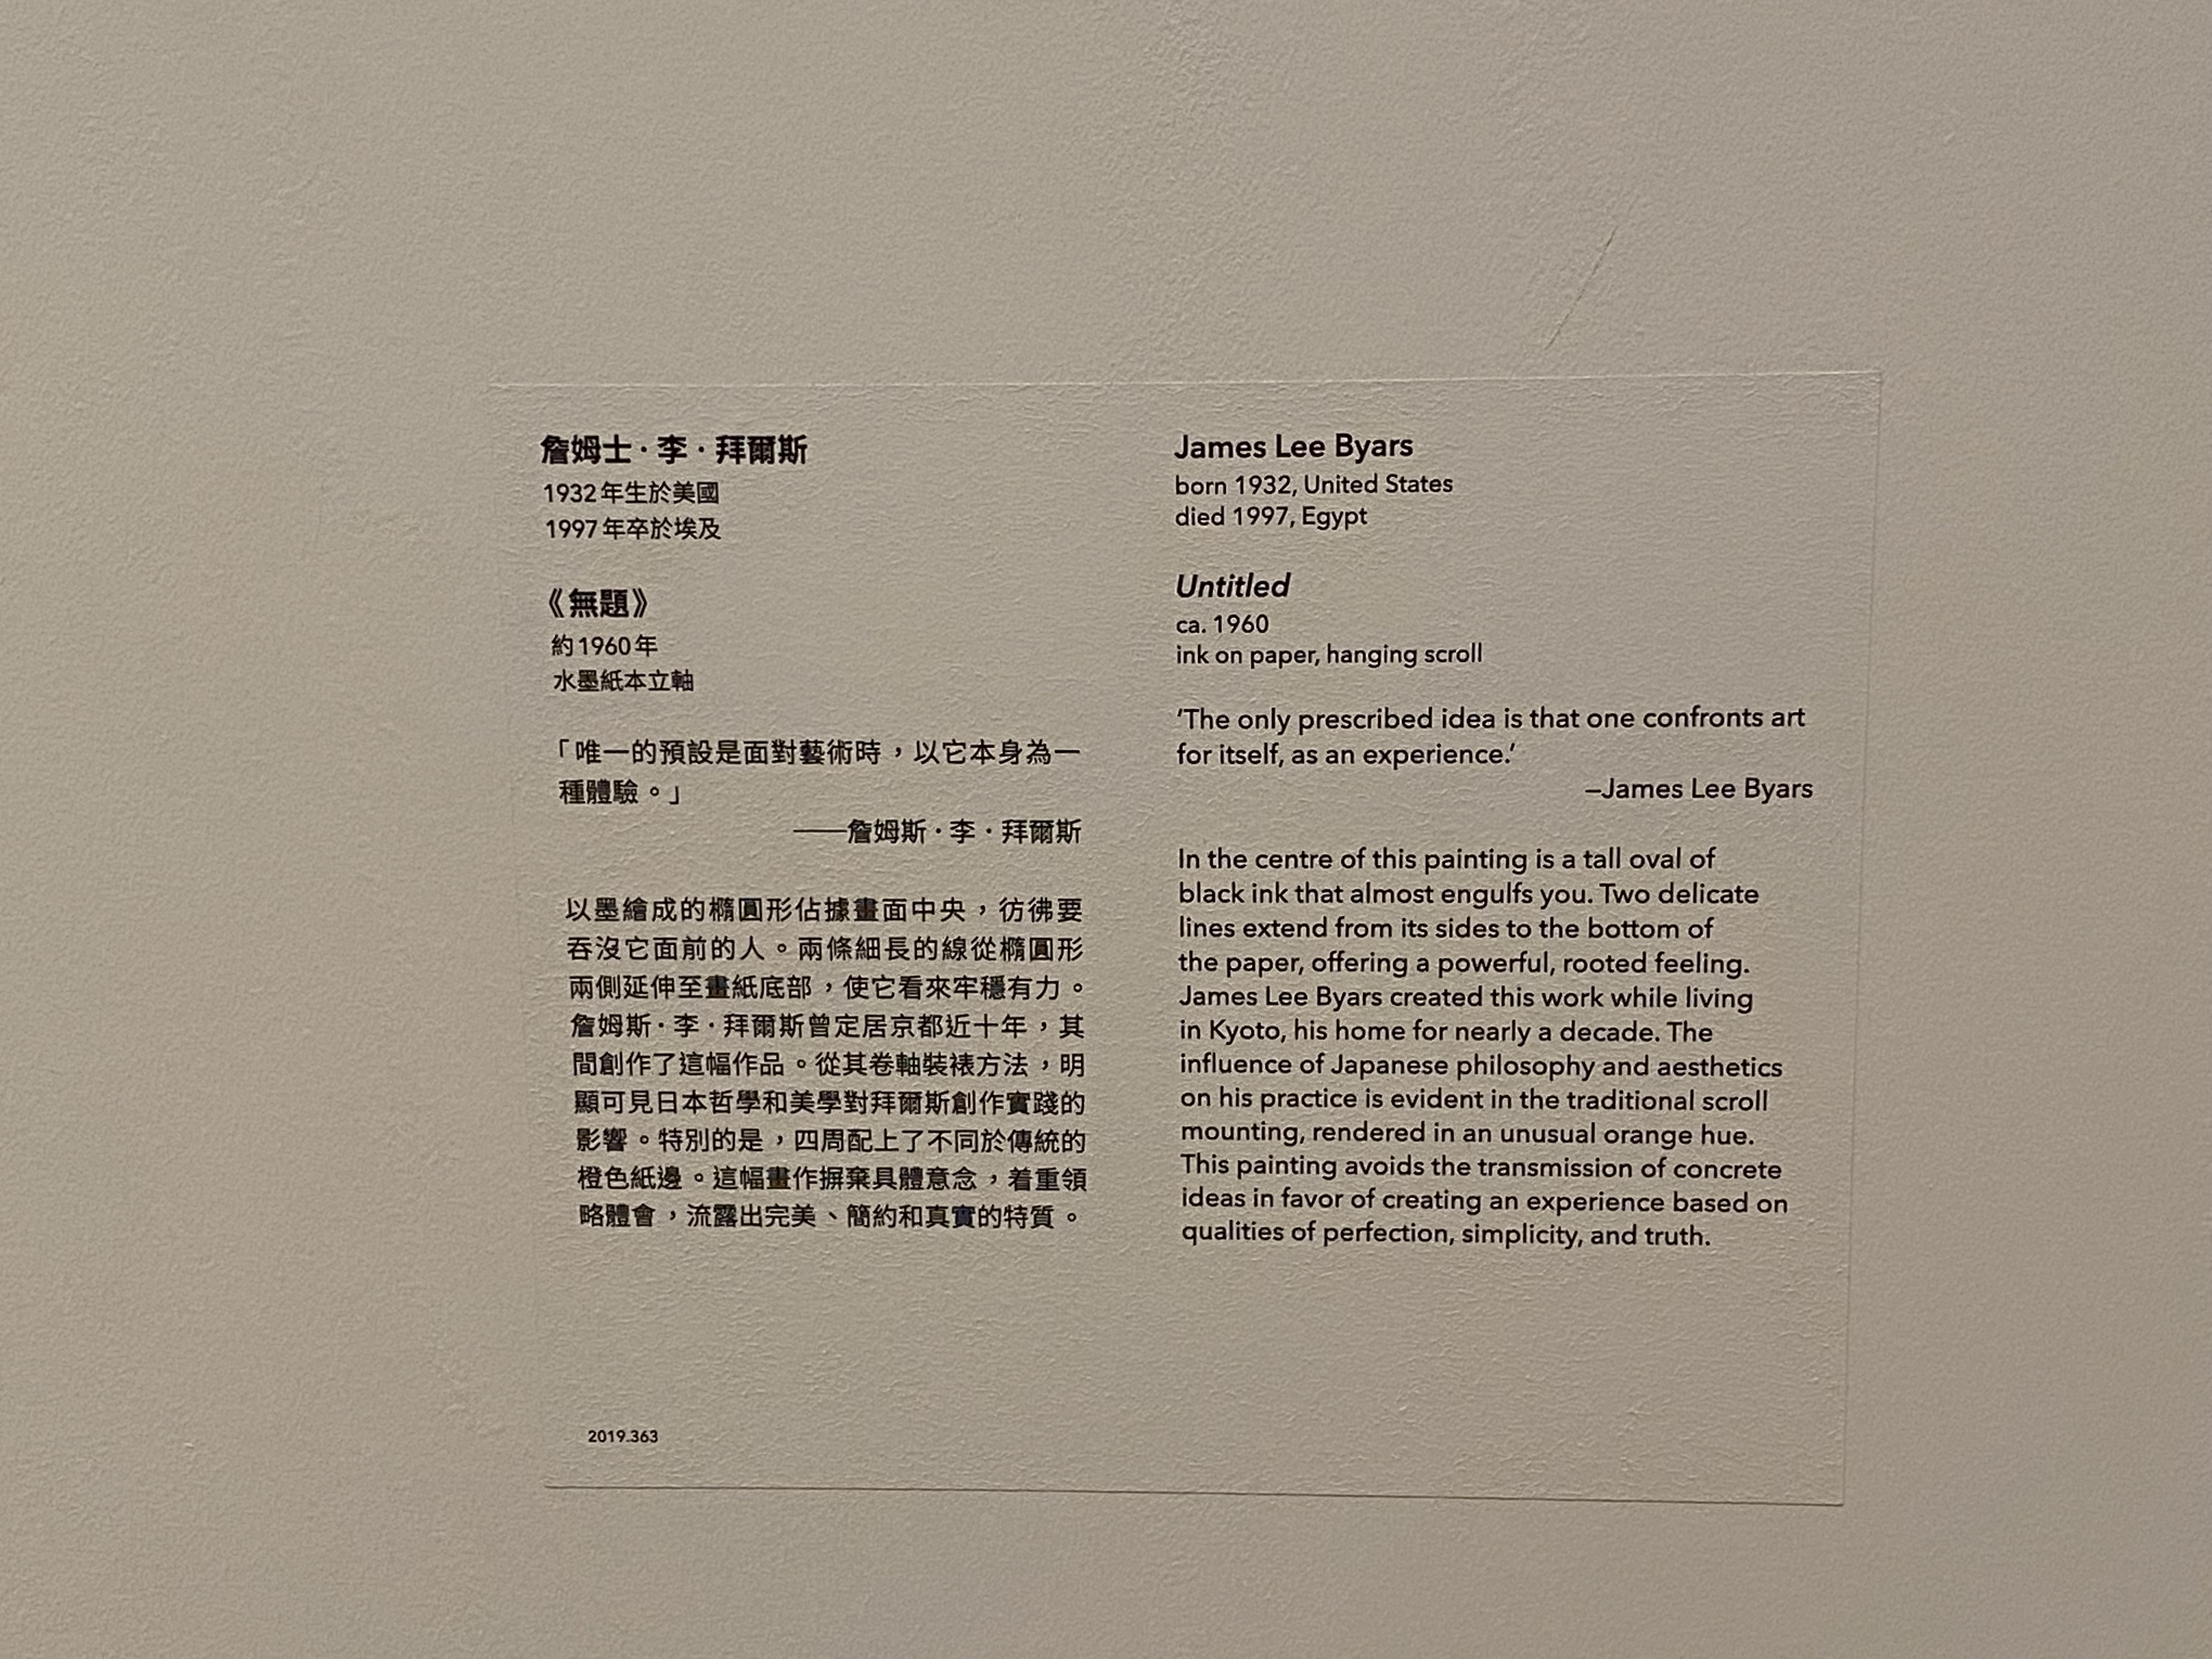 詹姆士·李·拜爾斯
1932年生於美國
1997年卒於埃及
《無題》
約1960年
水墨紙本立軸
「唯一的預設是面對藝術時，以它本身為一
種體驗。」
——詹姆斯·李·拜爾斯
以墨繪成的橢圓形佔據畫面中央，彷彿要
吞沒它面前的人。兩條細長的線從橢圓形
兩側延伸至畫紙底部，使它看來牢穩有力。
詹姆斯·李·拜爾斯曾定居京都近十年，其
間創作了這幅作品。從其卷軸裝裱方法，明
顯可見日本哲學和美學對拜爾斯創作實踐的
影響。特別的是，四周配上了不同於傳統的
橙色紙邊。這幅畫作摒棄具體意念，着重領
略體會，流露出完美、簡約和真實的特質。
2019.363
James Lee Byars
born 1932, United States
died 1997, Egypt
Untitled
ca. 1960
ink on paper, hanging scroll
‘The only prescribed idea is that one confronts art
for itself, as an experience.’
—James Lee Byars
In the centre of this painting is a tall oval of
black ink that almost engulfs you. Two delicate
lines extend from its sides to the bottom of
the paper, offering a powerful, rooted feeling.
James Lee Byars created this work while living
in Kyoto, his home for nearly a decade. The
influence of Japanese philosophy and aesthetics
on his practice is evident in the traditional scroll
mounting, rendered in an unusual orange hue.
This painting avoids the transmission of concrete
ideas in favor of creating an experience based on
qualities of perfection, simplicity, and truth.